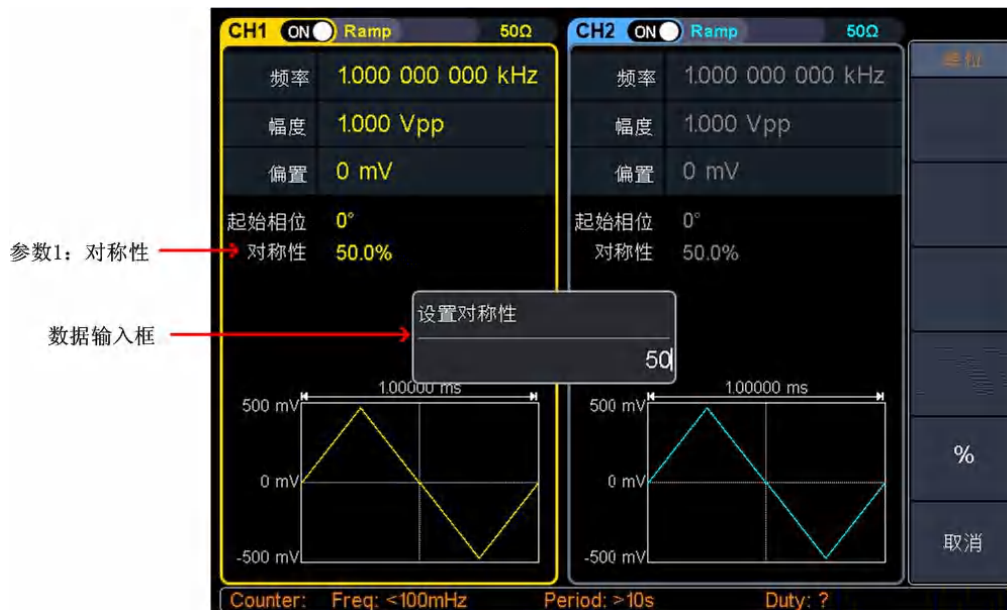 CH1 ON Ramp 50Ω
频率 1.000 000 000 kHz
幅度 1.000 Vpp
偏置 0 mV
起始相位 0°
对称性 50.0%
参数1：对称性
数据输入框
CH2 ON Ramp 50Ω
频率 1.000 000 000 kHz
幅度 1.000 Vpp
偏置 0 mV
起始相位 0°
对称性 50.0%
设置对称性
50
1.00000 ms
500 mV
0 mV
-500 mV
1.00000 ms
500 mV
0 mV
-500 mV
单位
%
取消
Counter: Freq: <100mHz Period: >10s Duty: ?